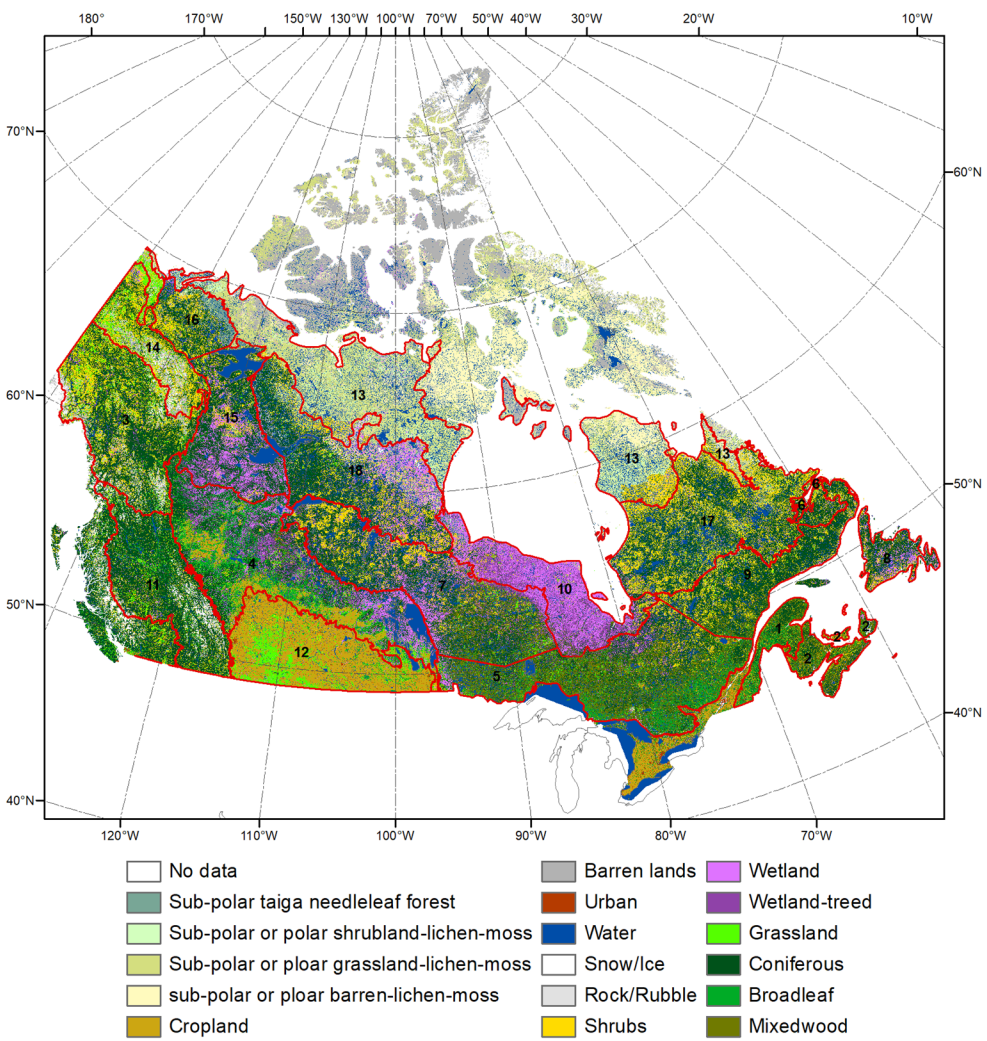 180° 170°W 150°W 130°W 100°W 70°W 50°W 40°W 30°W 20°W 10°W
70°N
60°N
16
14
13
60°N
3
15
13
13
18
6
50°N
6
17
8
4
9
7
10
11
50°N
1
2
2
12
2
5
40°N
40°N
120°W 110°W 100°W 90°W 80°W 70°W
No data
Sub-polar taiga needleleaf forest
Sub-polar or polar shrubland-lichen-moss
Sub-polar or ploar grassland-lichen-moss
sub-polar or ploar barren-lichen-moss
Cropland
Barren lands
Urban
Water
Snow/Ice
Rock/Rubble
Shrubs
Wetland
Wetland-treed
Grassland
Coniferous
Broadleaf
Mixedwood